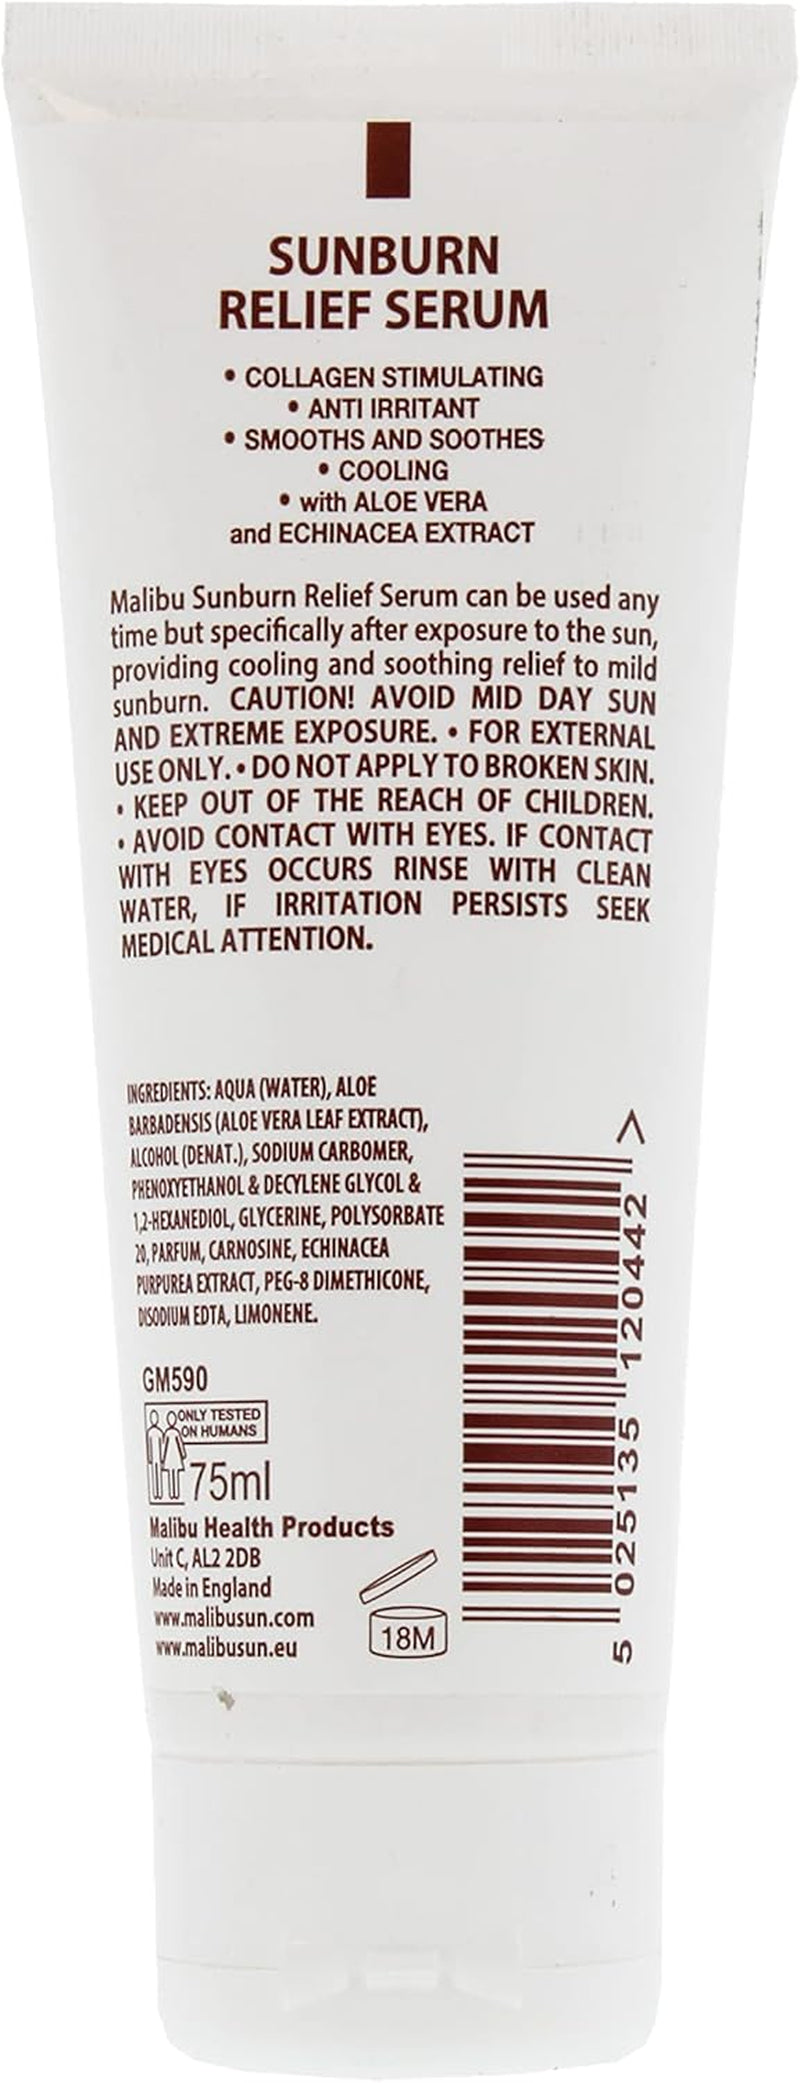 SUNBURN
RELIEF SERUM
• COLLAGEN STIMULATING
• ANTI IRRITANT
• SMOOTHS AND SOOTHES
• COOLING
• with ALOE VERA
and ECHINACEA EXTRACT
Malibu Sunburn Relief Serum can be used any
time but specifically after exposure to the sun,
providing cooling and soothing relief to mild
sunburn. CAUTION! AVOID MID DAY SUN
AND EXTREME EXPOSURE. • FOR EXTERNAL
USE ONLY. • DO NOT APPLY TO BROKEN SKIN.
• KEEP OUT OF THE REACH OF CHILDREN.
• AVOID CONTACT WITH EYES. IF CONTACT
WITH EYES OCCURS RINSE WITH CLEAN
WATER, IF IRRITATION PERSISTS SEEK
MEDICAL ATTENTION.
INGREDIENTS: AQUA (WATER), ALOE
BARBADENSIS (ALOE VERA LEAF EXTRACT),
ALCOHOL (DENAT.), SODIUM CARBOMER,
PHENOXYETHANOL & DECYLENE GLYCOL &
1,2-HEXANEDIOL, GLYCERINE, POLYSORBATE
20, PARFUM, CARNOSINE, ECHINACEA
PURPUREA EXTRACT, PEG-8 DIMETHICONE,
DISODIUM EDTA, LIMONENE.
GM590
ONLY TESTED
ON HUMANS
75ml
Malibu Health Products
Unit C, AL2 2DB
Made in England
www.malibusun.com
www.malibusun.eu
18M
5 025135 120442 >